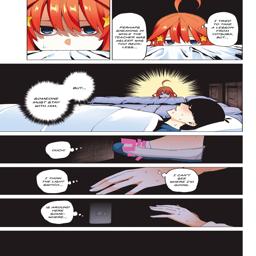 I TRIED
TO TAKE
A LESSON
FROM
YOTSUBA,
BUT...
PERHAPS
SNEAKING IN
WHILE THE
TEACHER WAS
ASLEEP WAS
TOO RECK-
LESS...
BUT...
SOMEONE
MUST STAY
WITH HIM.
OUCH!
I CAN'T
SEE
WHERE I'M
GOING.
I THINK
THE LIGHT
SWITCH...
IS AROUND
HERE
SOME-
WHERE...